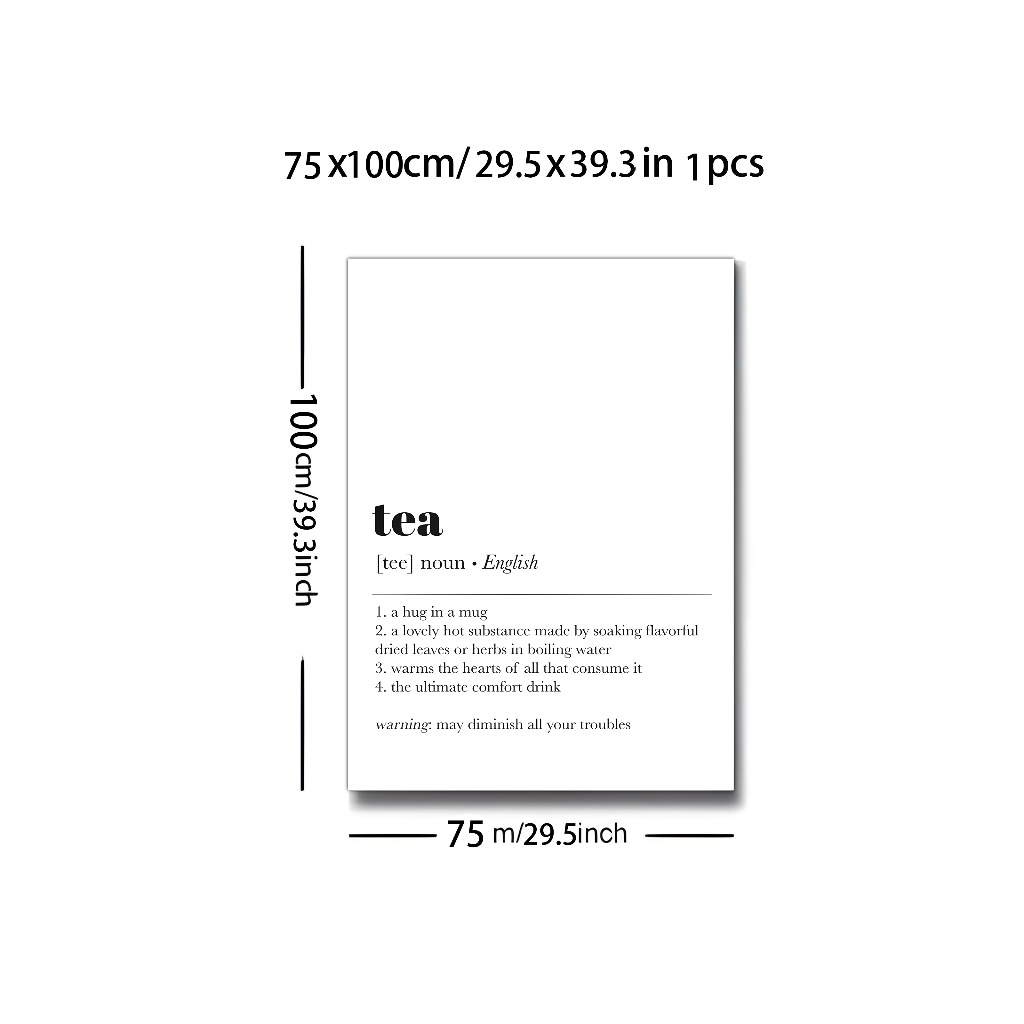 75x100cm/29.5x39.3in 1pcs
100cm/39.3inch
tea
[tee] noun • English
1. a hug in a mug
2. a lovely hot substance made by soaking flavorful
dried leaves or herbs in boiling water
3. warms the hearts of all that consume it
4. the ultimate comfort drink
warning: may diminish all your troubles
75 m/29.5inch